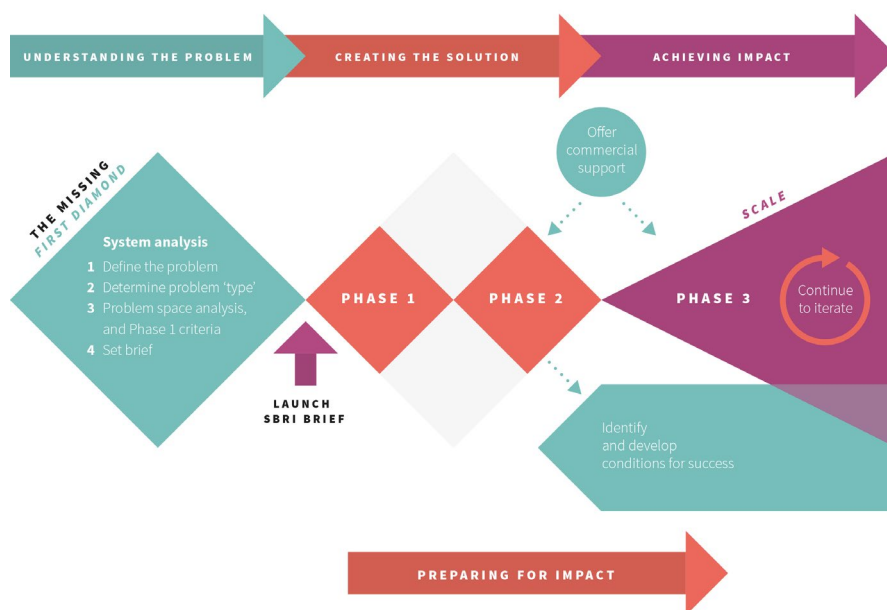 UNDERSTANDING THE PROBLEM
CREATING THE SOLUTION
ACHIEVING IMPACT
THE MISSING
FIRST DIAMOND
System analysis
1 Define the problem
2 Determine problem ‘type’
3 Problem space analysis,
and Phase 1 criteria
4 Set brief
LAUNCH
SBRI BRIEF
PHASE 1
PHASE 2
Offer
commercial
support
SCALE
PHASE 3
Continue
to iterate
Identify
and develop
conditions for success
PREPARING FOR IMPACT